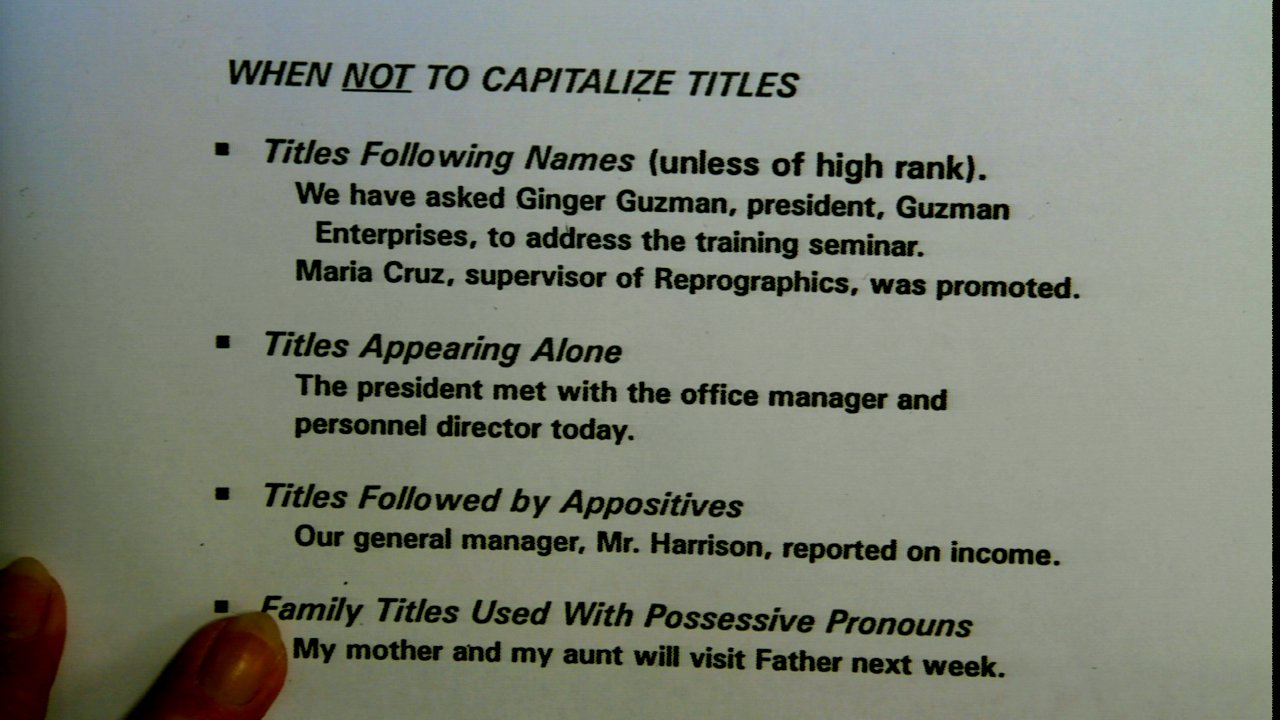 WHEN NOT TO CAPITALIZE TITLES
▪ Titles Following Names (unless of high rank).
We have asked Ginger Guzman, president, Guzman
Enterprises, to address the training seminar.
Maria Cruz, supervisor of Reprographics, was promoted.
▪ Titles Appearing Alone
The president met with the office manager and
personnel director today.
▪ Titles Followed by Appositives
Our general manager, Mr. Harrison, reported on income.
▪ Family Titles Used With Possessive Pronouns
My mother and my aunt will visit Father next week.